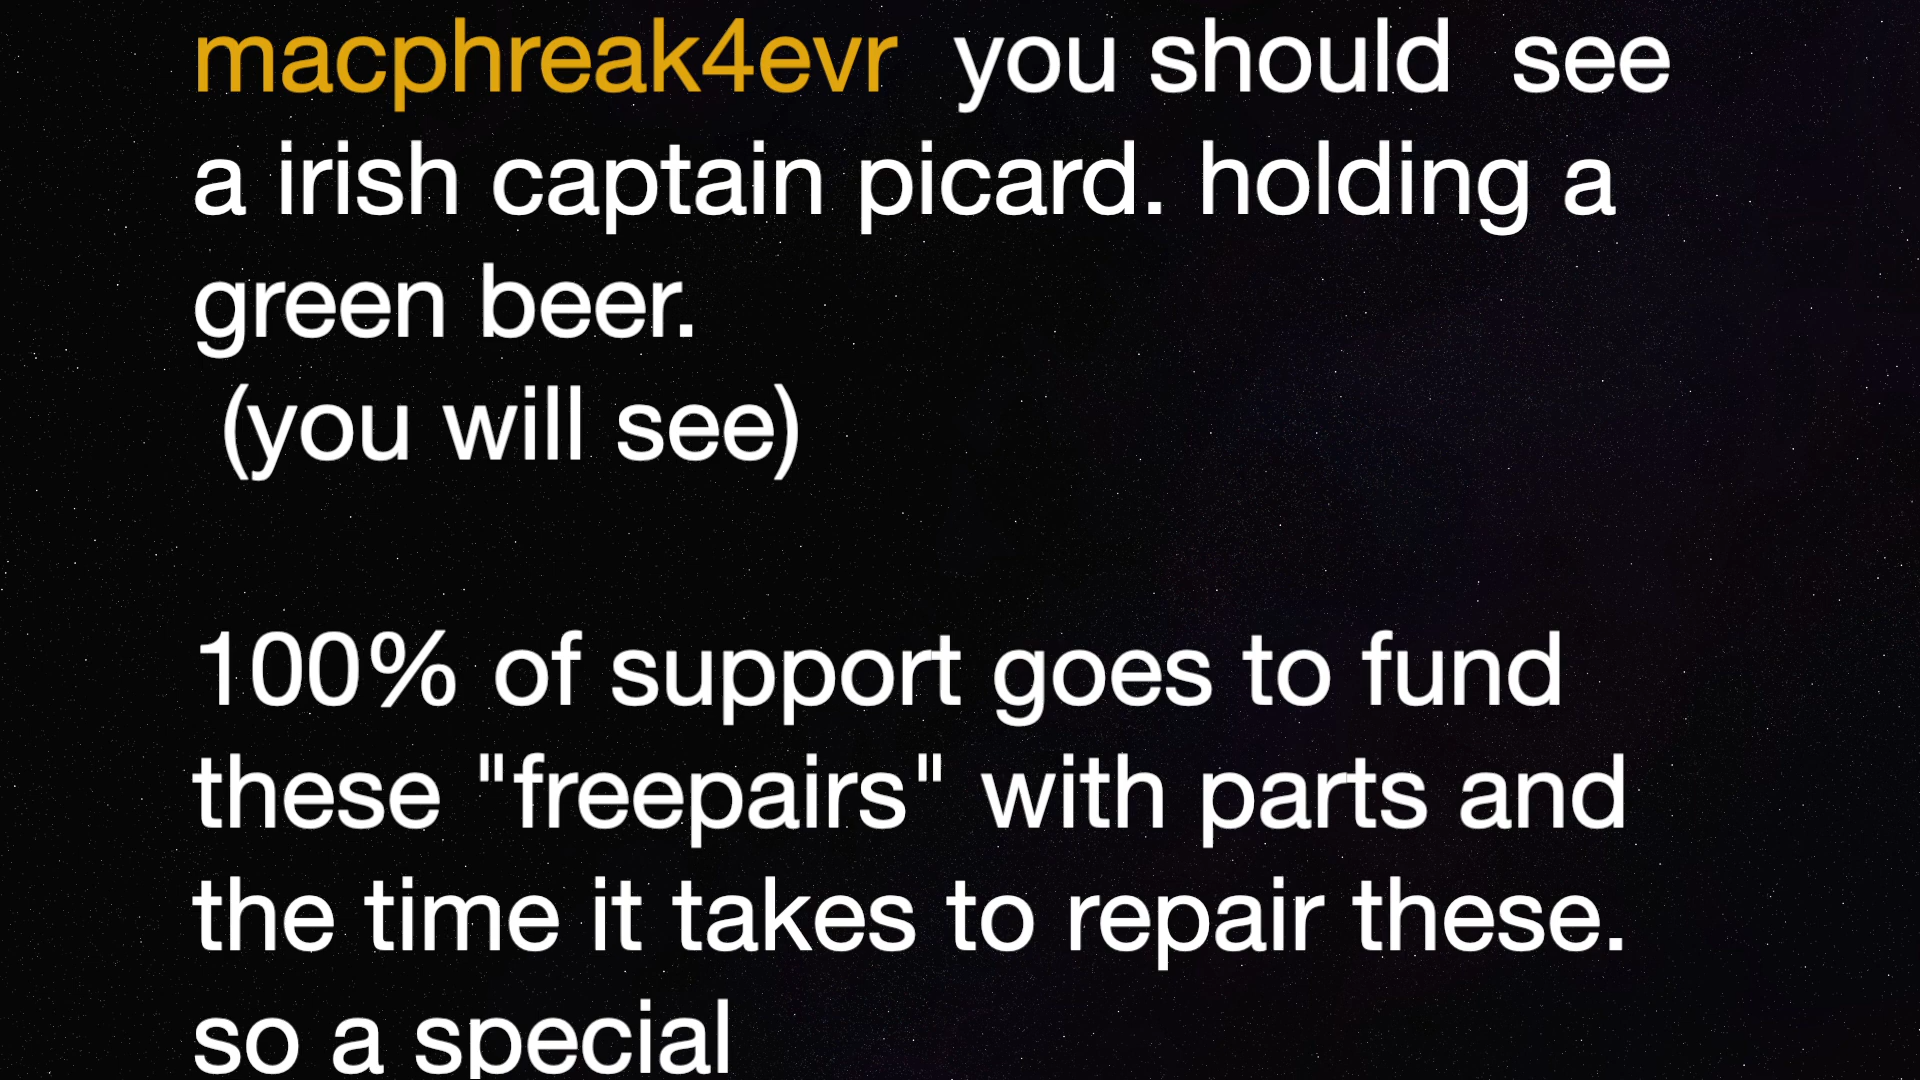 macphreak4evr  you should  see
a irish captain picard. holding a
green beer.
(you will see)
100% of support goes to fund
these "freepairs" with parts and
the time it takes to repair these.
so a special